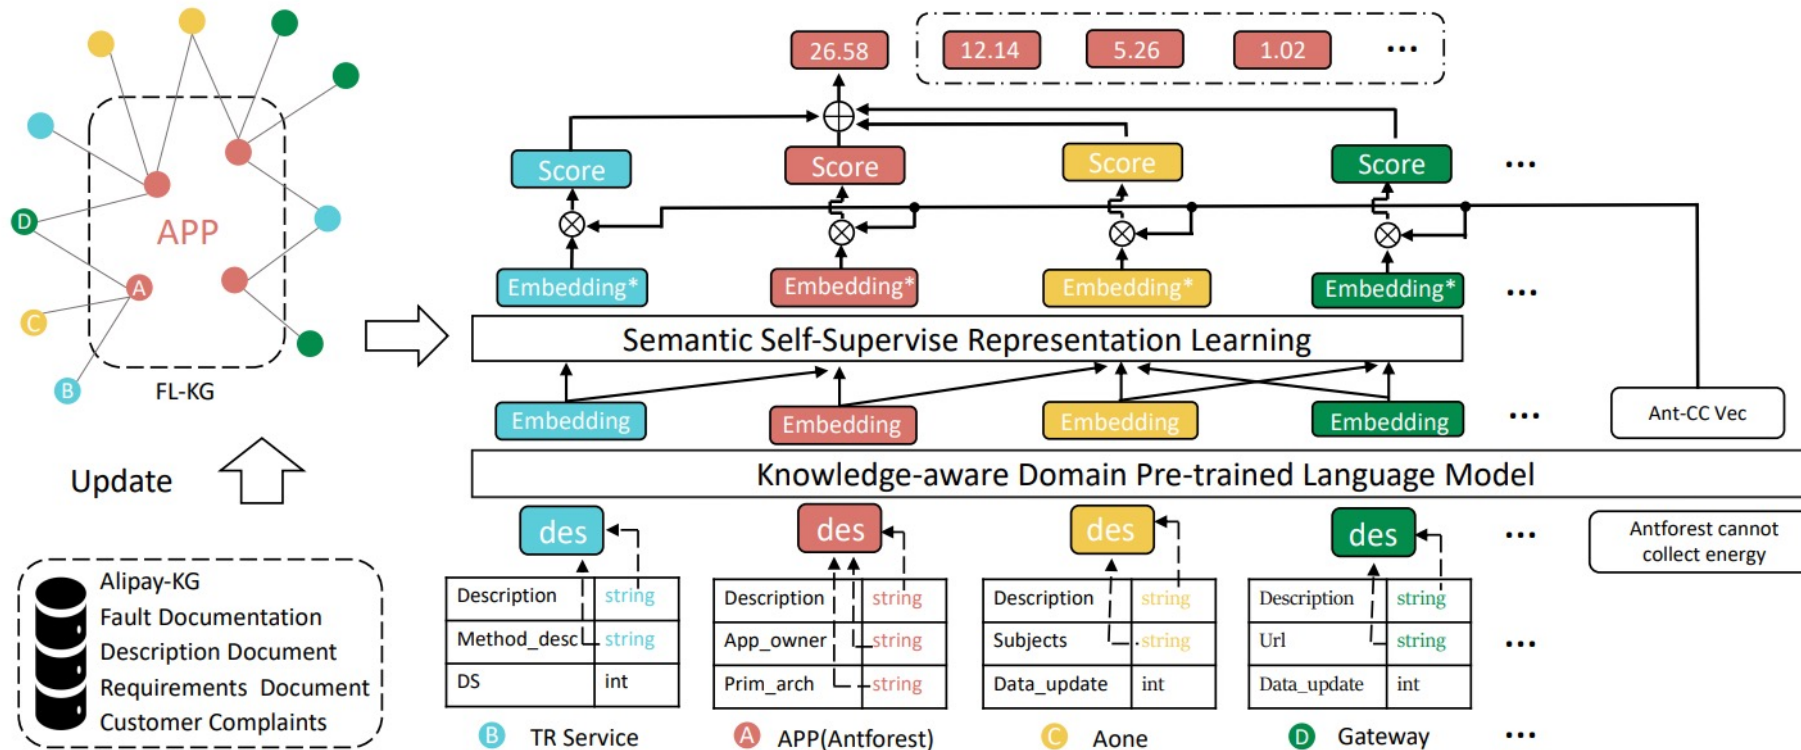 26.58
12.14
5.26
1.02
...
Score
Score
Score
Score
...
D
APP
A
C
B
FL-KG
Embedding*
Embedding*
Embedding*
Embedding*
...
Semantic Self-Supervise Representation Learning
Embedding
Embedding
Embedding
Embedding
...
Ant-CC Vec
Update
Knowledge-aware Domain Pre-trained Language Model
des
des
des
des
...
Antforest cannot
collect energy
Alipay-KG
Fault Documentation
Description Document
Requirements Document
Customer Complaints
Description string
Method_desc string
DS int
Description string
App_owner string
Prim_arch string
Description string
Subjects string
Data_update int
Description string
Url string
Data_update int
...
B TR Service
A APP(Antforest)
C Aone
D Gateway
...